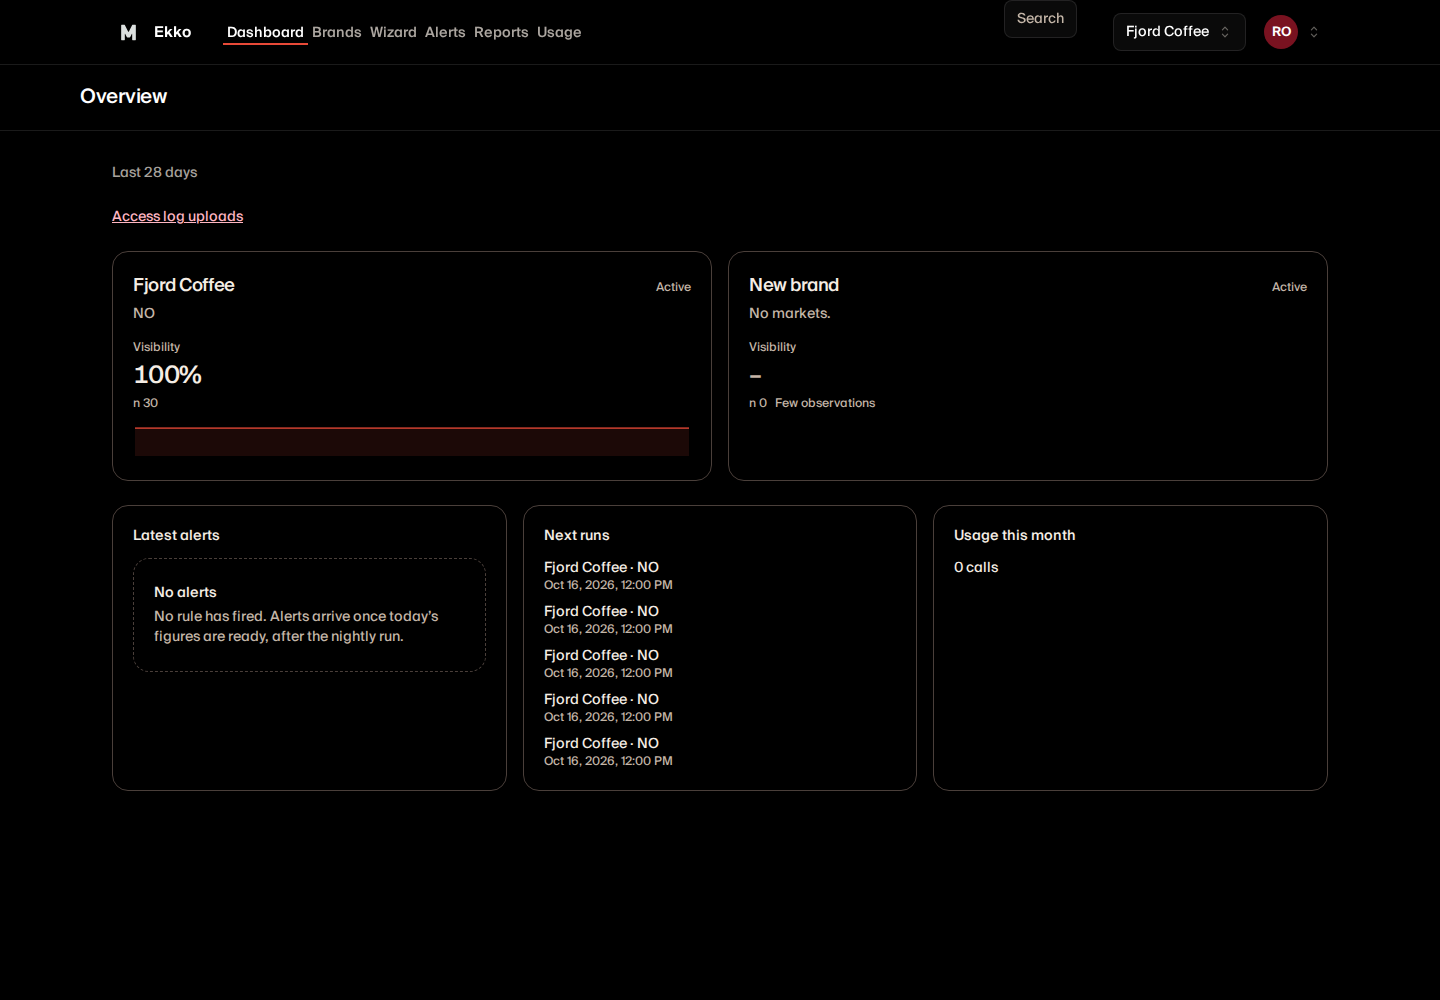 Ekko
Dashboard Brands Wizard Alerts Reports Usage
Search
Fjord Coffee
RO
Overview
Last 28 days
Access log uploads
Fjord Coffee
Active
NO
Visibility
100%
n 30
New brand
Active
No markets.
Visibility
–
n 0 Few observations
Latest alerts
No alerts
No rule has fired. Alerts arrive once today's
figures are ready, after the nightly run.
Next runs
Fjord Coffee · NO
Oct 16, 2026, 12:00 PM
Fjord Coffee · NO
Oct 16, 2026, 12:00 PM
Fjord Coffee · NO
Oct 16, 2026, 12:00 PM
Fjord Coffee · NO
Oct 16, 2026, 12:00 PM
Fjord Coffee · NO
Oct 16, 2026, 12:00 PM
Usage this month
0 calls